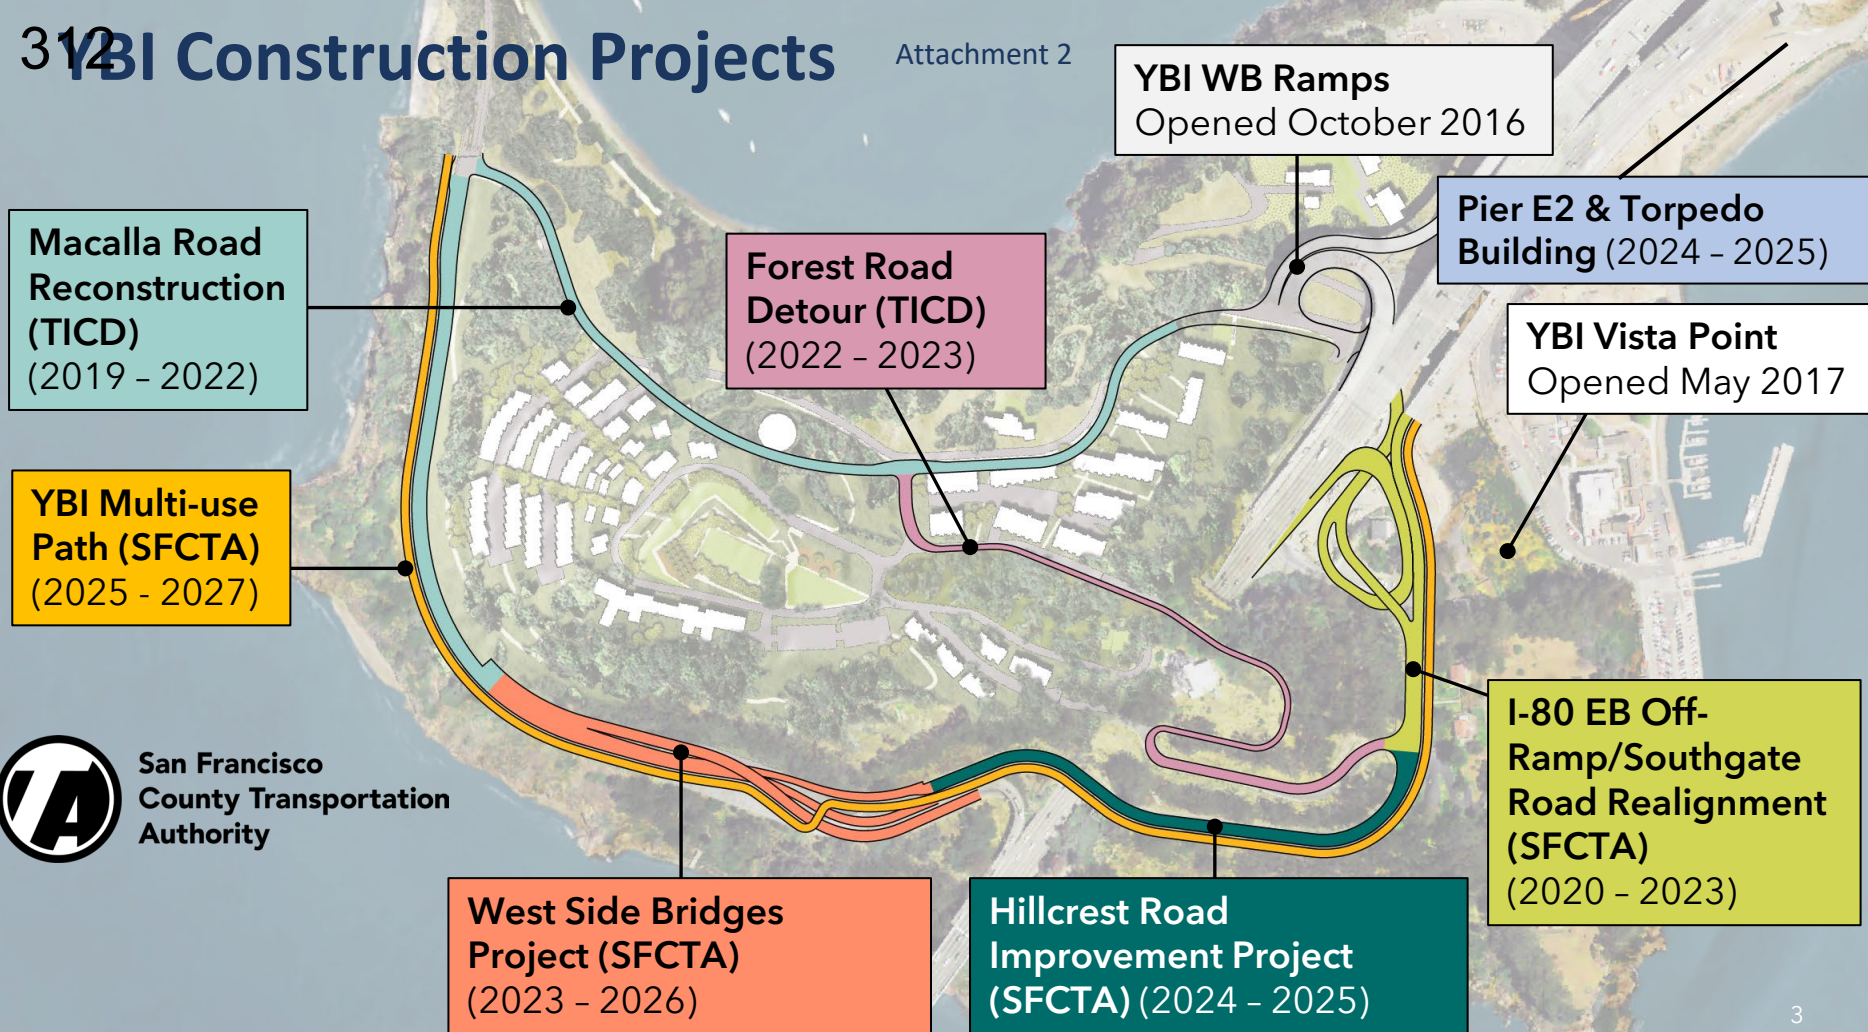 312
YBI Construction Projects
Attachment 2
YBI WB Ramps
Opened October 2016
Pier E2 & Torpedo
Building (2024 – 2025)
Macalla Road
Reconstruction
(TICD)
(2019 – 2022)
Forest Road
Detour (TICD)
(2022 – 2023)
YBI Vista Point
Opened May 2017
YBI Multi-use
Path (SFCTA)
(2025 - 2027)
I-80 EB Off-
Ramp/Southgate
Road Realignment
(SFCTA)
(2020 – 2023)
TA
San Francisco
County Transportation
Authority
West Side Bridges
Project (SFCTA)
(2023 – 2026)
Hillcrest Road
Improvement Project
(SFCTA) (2024 – 2025)
3